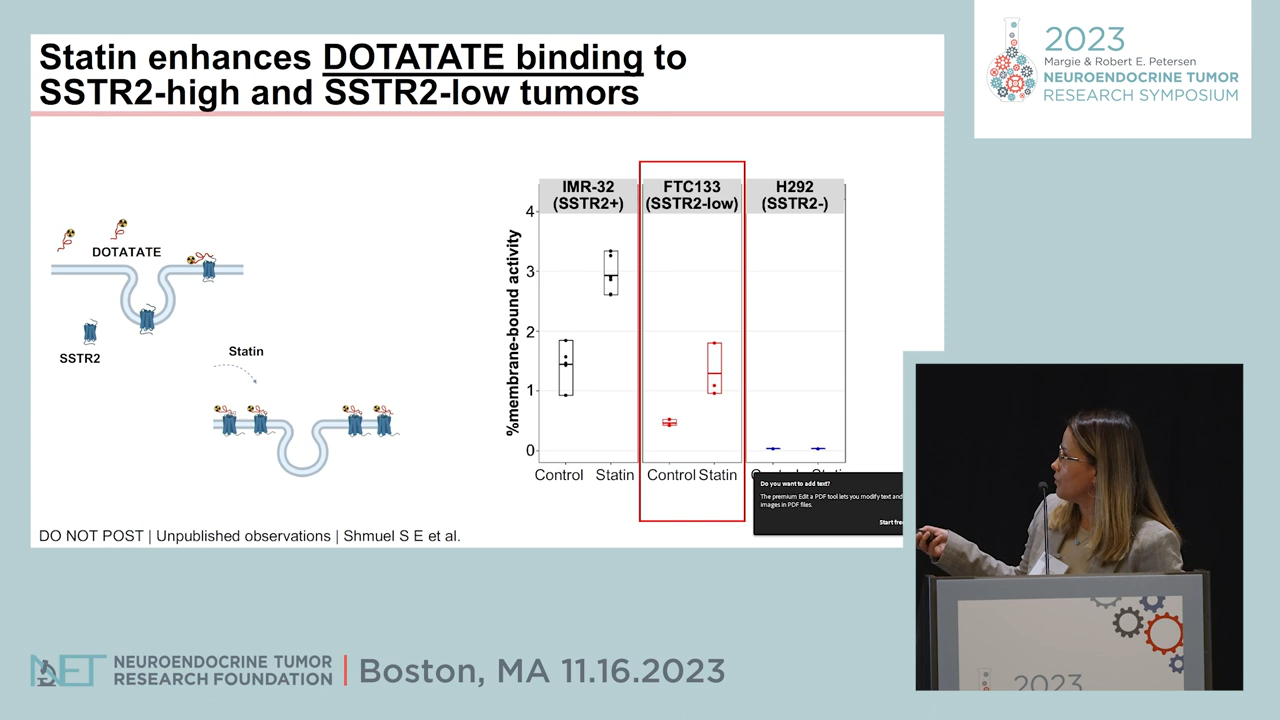 Statin enhances DOTATATE binding to
SSTR2-high and SSTR2-low tumors
2023
Margie & Robert E. Petersen
NEUROENDOCRINE TUMOR
RESEARCH SYMPOSIUM
DOTATATE
SSTR2
Statin
%membrane-bound activity
IMR-32
(SSTR2+)
FTC133
(SSTR2-low)
H292
(SSTR2-)
4
3
2
1
0
Control Statin
Control Statin
Do you want to add text?
The premium Edit a PDF tool lets you modify text and
images in PDF files.
DO NOT POST | Unpublished observations | Shmuel S E et al.
NET
NEUROENDOCRINE TUMOR
RESEARCH FOUNDATION
Boston, MA 11.16.2023
2023